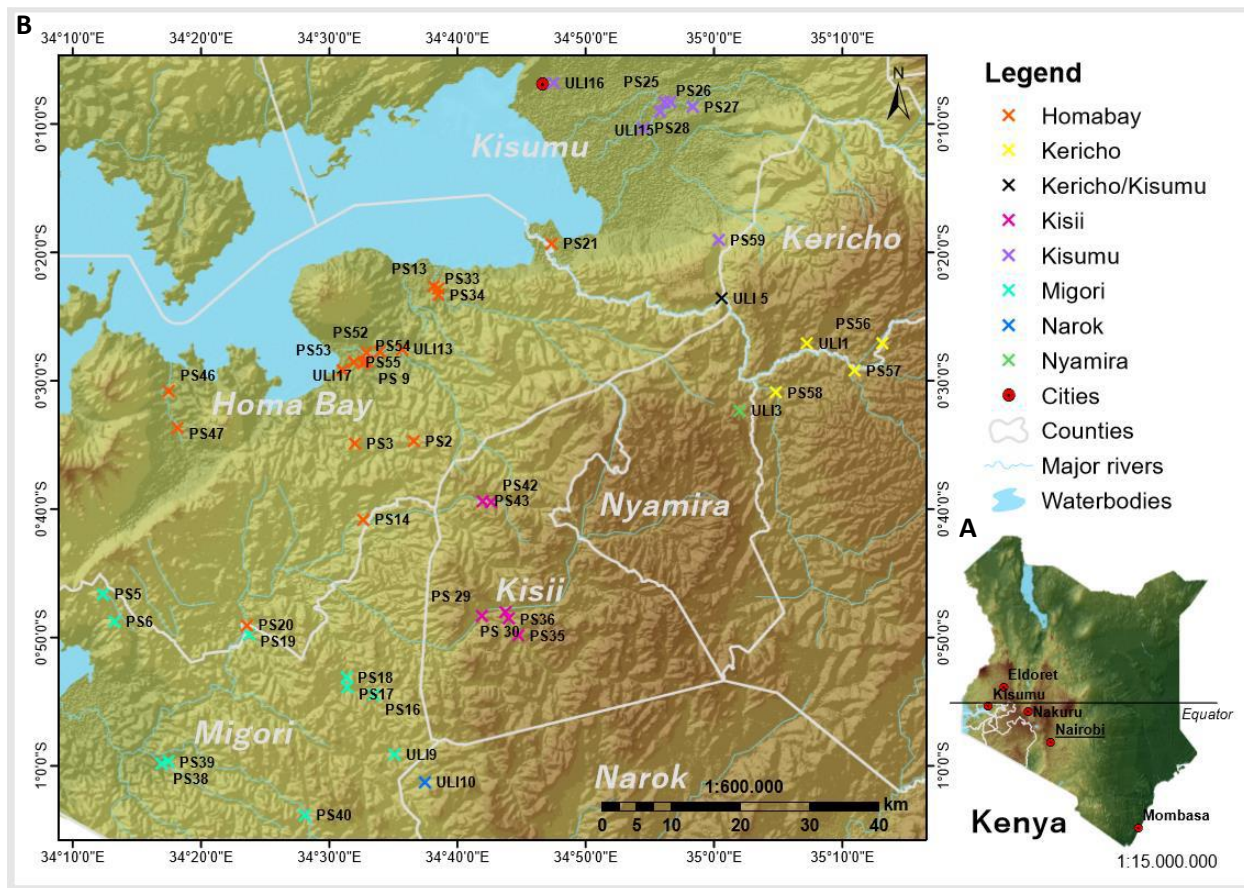 B
34°10'0"E 34°20'0"E 34°30'0"E 34°40'0"E 34°50'0"E 35°0'0"E 35°10'0"E
N
ULI16
PS25
PS26
PS27
ULI15
PS28
0°10'0"S
0°10'0"S
Kisumu
PS21
PS59
Kericho
0°20'0"S
0°20'0"S
PS13
PS33
PS34
ULI 5
PS52
PS54
ULI13
PS53
PS55
ULI17
PS 9
PS56
ULI1
PS57
PS46
0°30'0"S
0°30'0"S
Homa Bay
PS58
ULI3
PS47
PS3
PS2
PS42
PS43
Nyamira
0°40'0"S
0°40'0"S
PS14
PS5
PS 29
Kisii
PS6
PS20
PS36
PS 30
PS35
PS19
0°50'0"S
0°50'0"S
PS18
PS17
PS16
Migori
ULI9
PS39
PS38
ULI10
Narok
1°0'0"S
1°0'0"S
1:600.000
km
0 5 10 20 30 40
PS40
34°10'0"E 34°20'0"E 34°30'0"E 34°40'0"E 34°50'0"E 35°0'0"E 35°10'0"E
Legend
Homabay
Kericho
Kericho/Kisumu
Kisii
Kisumu
Migori
Narok
Nyamira
Cities
Counties
Major rivers
Waterbodies
A
Eldoret
Kisumu
Nakuru
Equator
Nairobi
Mombasa
Kenya
1:15.000.000